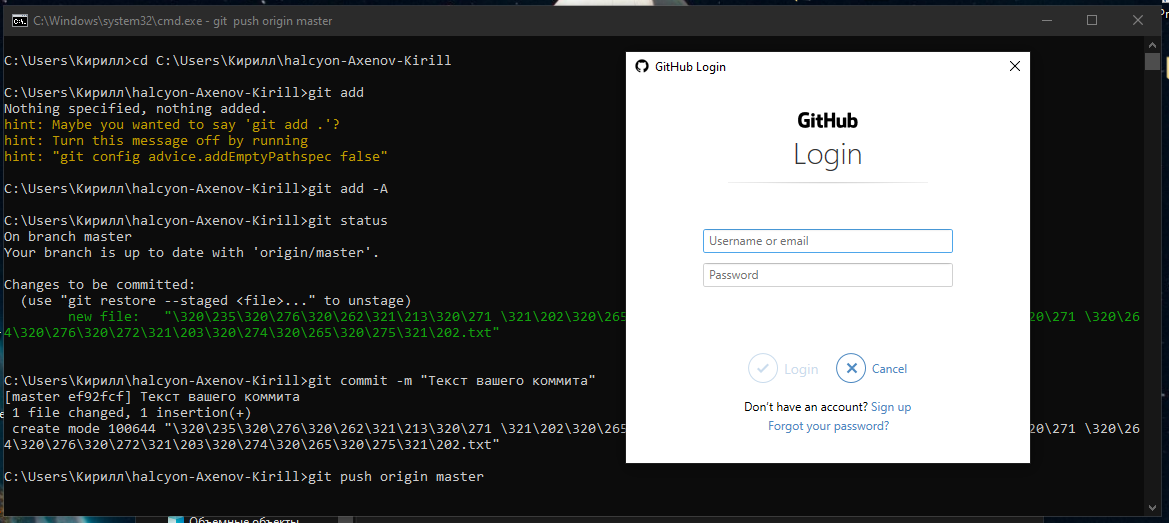 C:\Windows\system32\cmd.exe - git push origin master
C:\Users\Кирилл>cd C:\Users\Кирилл\halcyon-Axenov-Kirill
C:\Users\Кирилл\halcyon-Axenov-Kirill>git add
Nothing specified, nothing added.
hint: Maybe you wanted to say 'git add .'?
hint: Turn this message off by running
hint: "git config advice.addEmptyPathspec false"
C:\Users\Кирилл\halcyon-Axenov-Kirill>git add -A
C:\Users\Кирилл\halcyon-Axenov-Kirill>git status
On branch master
Your branch is up to date with 'origin/master'.
Changes to be committed:
(use "git restore --staged <file>..." to unstage)
new file: "\320\235\320\276\320\262\321\213\320\271 \321\202\320\265 20\271 \320\26
4\320\276\320\272\321\203\320\274\320\265\320\275\321\202.txt"
C:\Users\Кирилл\halcyon-Axenov-Kirill>git commit -m "Текст вашего коммита"
[master ef92fcf] Текст вашего коммита
1 file changed, 1 insertion(+)
create mode 100644 "\320\235\320\276\320\262\321\213\320\271 \321\202\320\265 20\271 \320\26
4\320\276\320\272\321\203\320\274\320\265\320\275\321\202.txt"
C:\Users\Кирилл\halcyon-Axenov-Kirill>git push origin master
GitHub Login
GitHub
Login
Username or email
Password
Login
Cancel
Don't have an account? Sign up
Forgot your password?
Объемные объекты